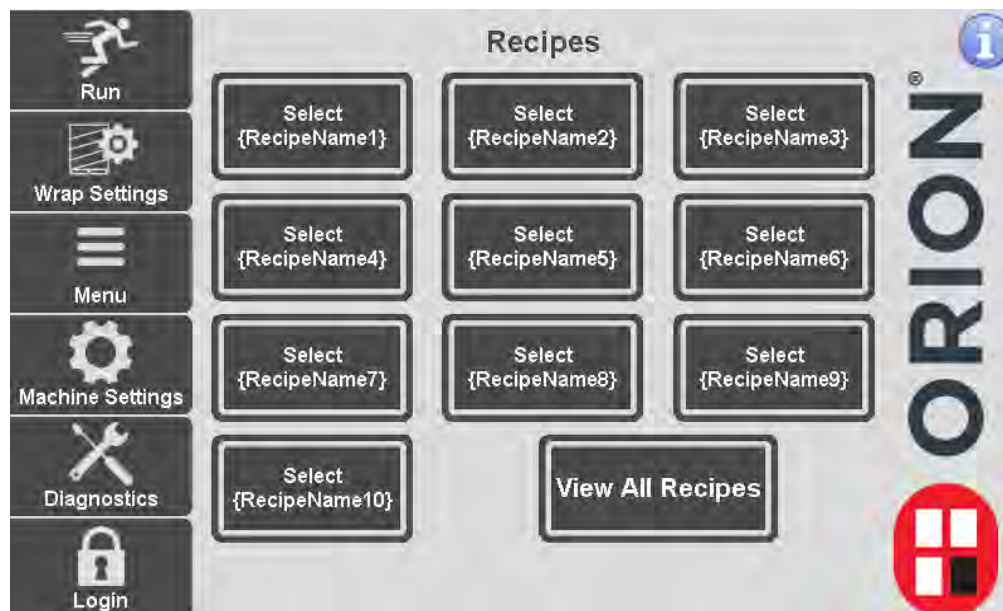 Run
Wrap Settings
Menu
Machine Settings
Diagnostics
Login
Recipes
Select
{RecipeName1}
Select
{RecipeName2}
Select
{RecipeName3}
Select
{RecipeName4}
Select
{RecipeName5}
Select
{RecipeName6}
Select
{RecipeName7}
Select
{RecipeName8}
Select
{RecipeName9}
Select
{RecipeName10}
View All Recipes
i
ORION®